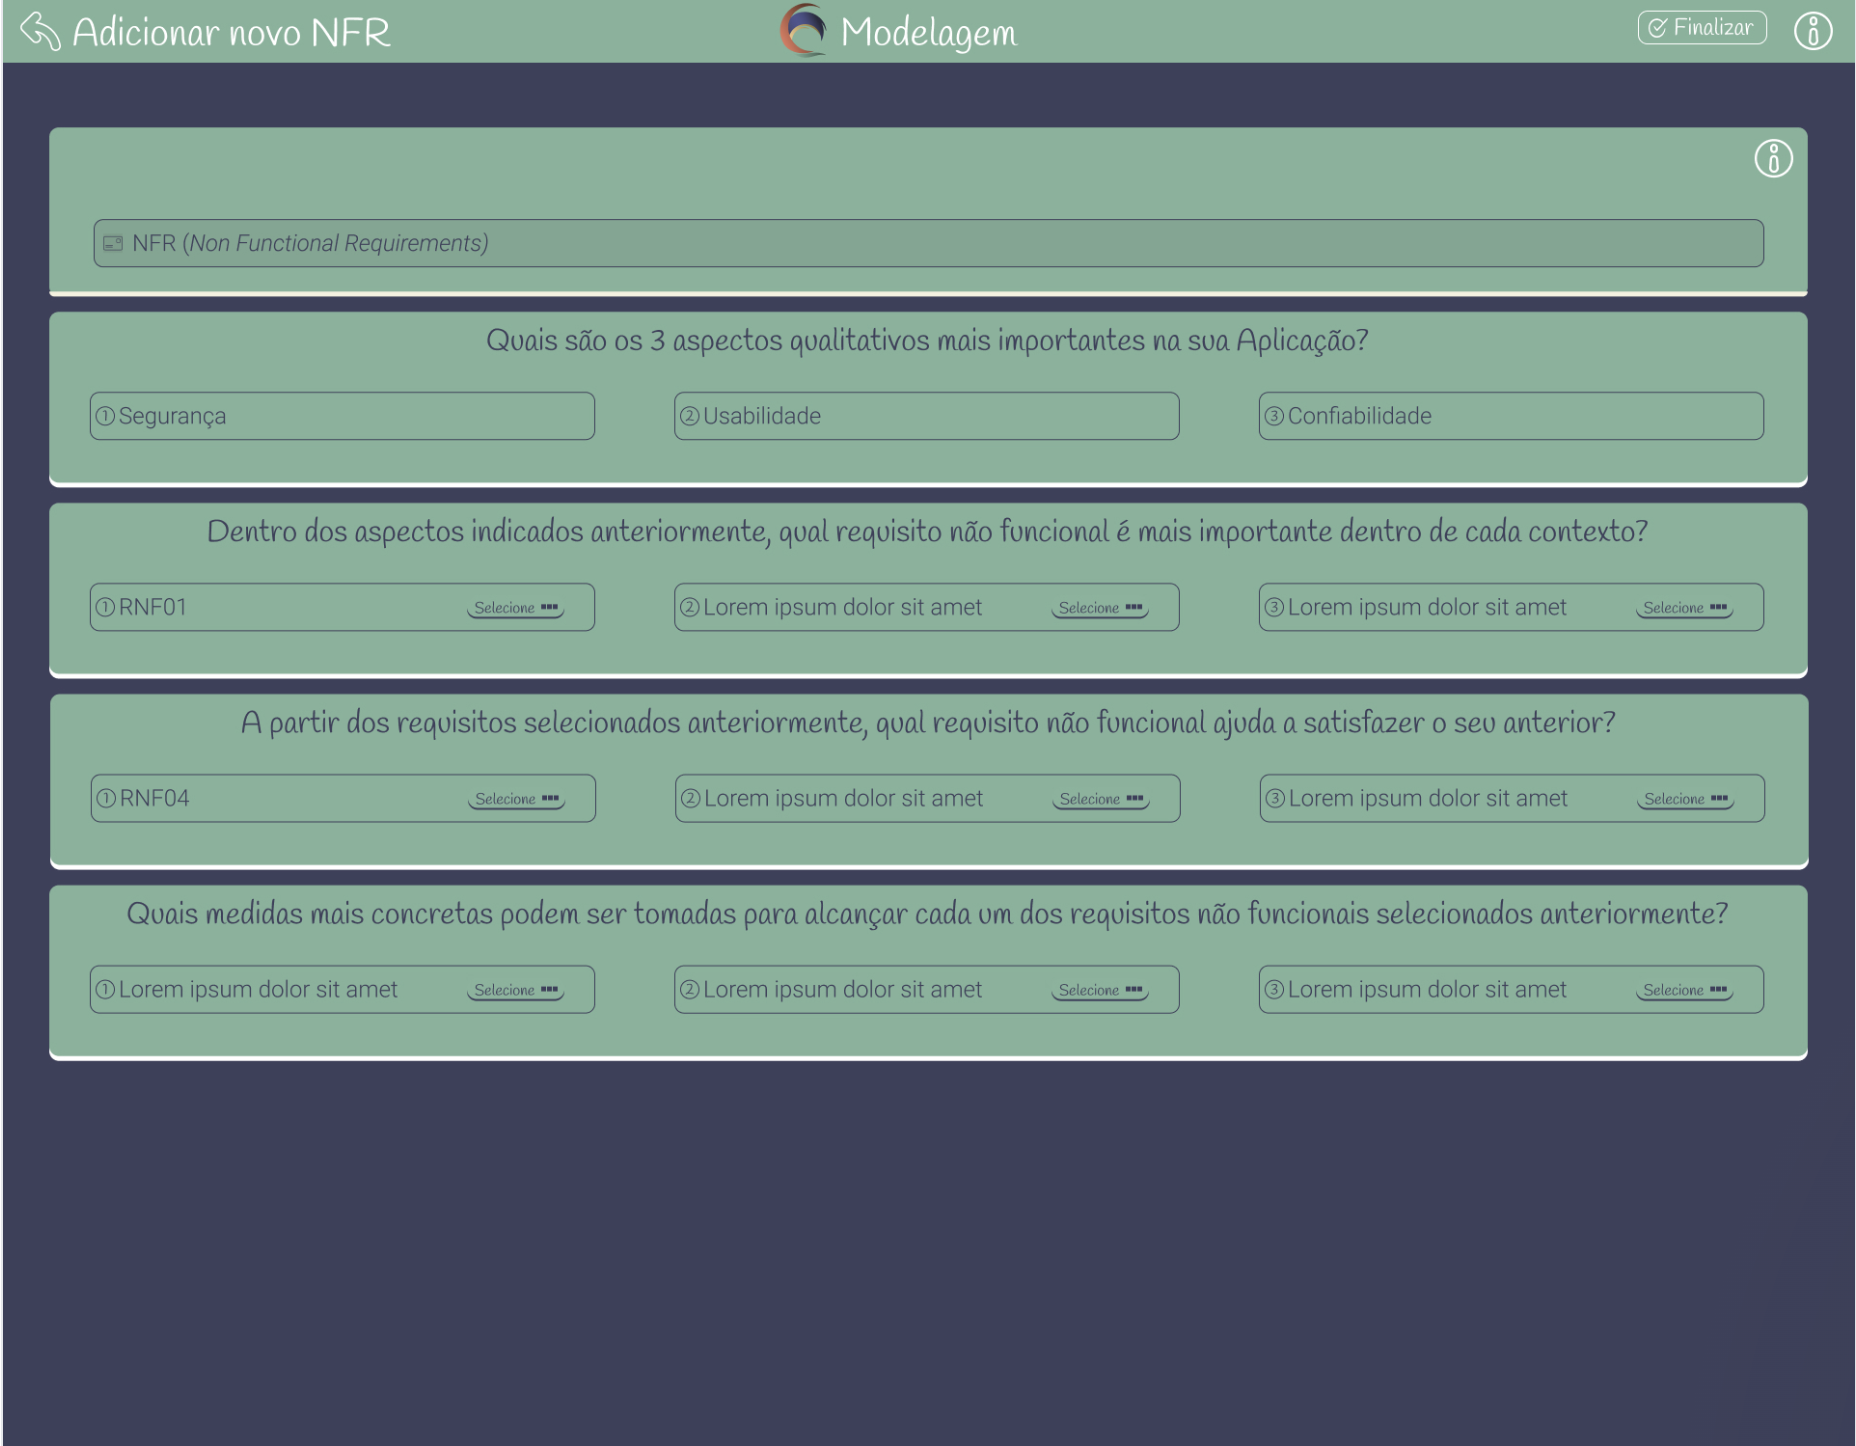 Adicionar novo NFR
Modelagem
Finalizar
NFR (Non Functional Requirements)
Quais são os 3 aspectos qualitativos mais importantes na sua Aplicação?
1 Segurança
2 Usabilidade
3 Confiabilidade
Dentro dos aspectos indicados anteriormente, qual requisito não funcional é mais importante dentro de cada contexto?
1 RNF01 Selecione
2 Lorem ipsum dolor sit amet Selecione
3 Lorem ipsum dolor sit amet Selecione
A partir dos requisitos selecionados anteriormente, qual requisito não funcional ajuda a satisfazer o seu anterior?
1 RNF04 Selecione
2 Lorem ipsum dolor sit amet Selecione
3 Lorem ipsum dolor sit amet Selecione
Quais medidas mais concretas podem ser tomadas para alcançar cada um dos requisitos não funcionais selecionados anteriormente?
1 Lorem ipsum dolor sit amet Selecione
2 Lorem ipsum dolor sit amet Selecione
3 Lorem ipsum dolor sit amet Selecione